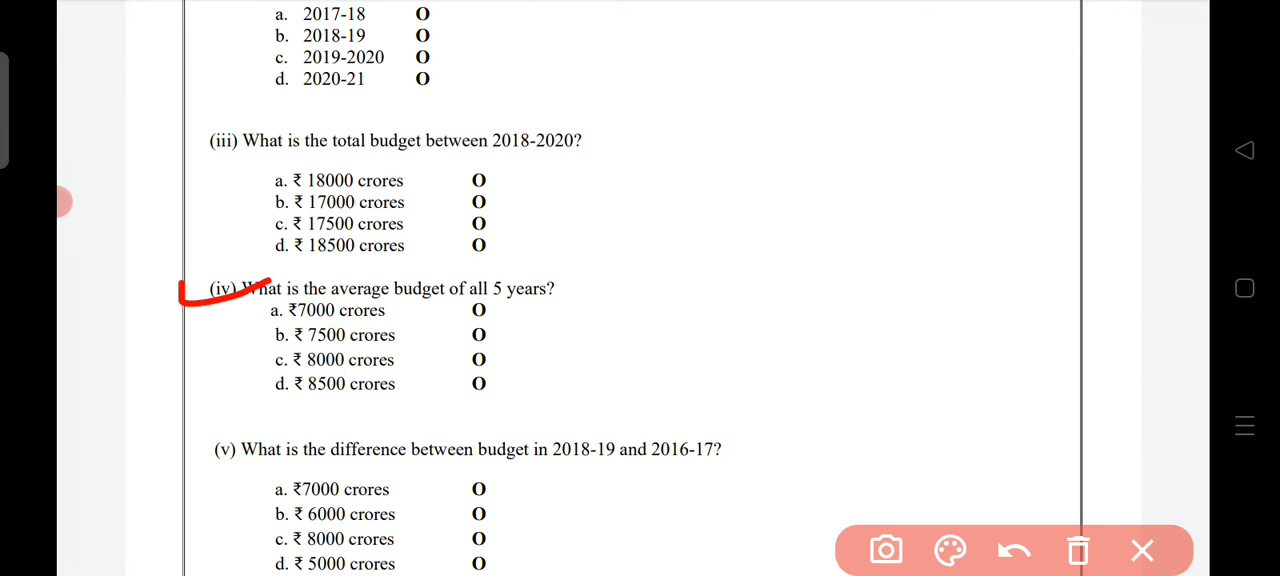 a. 2017-18 O
b. 2018-19 O
c. 2019-2020 O
d. 2020-21 O
(iii) What is the total budget between 2018-2020?
a. ₹ 18000 crores O
b. ₹ 17000 crores O
c. ₹ 17500 crores O
d. ₹ 18500 crores O
(iv) What is the average budget of all 5 years?
a. ₹7000 crores O
b. ₹ 7500 crores O
c. ₹ 8000 crores O
d. ₹ 8500 crores O
(v) What is the difference between budget in 2018-19 and 2016-17?
a. ₹7000 crores O
b. ₹ 6000 crores O
c. ₹ 8000 crores O
d. ₹ 5000 crores O